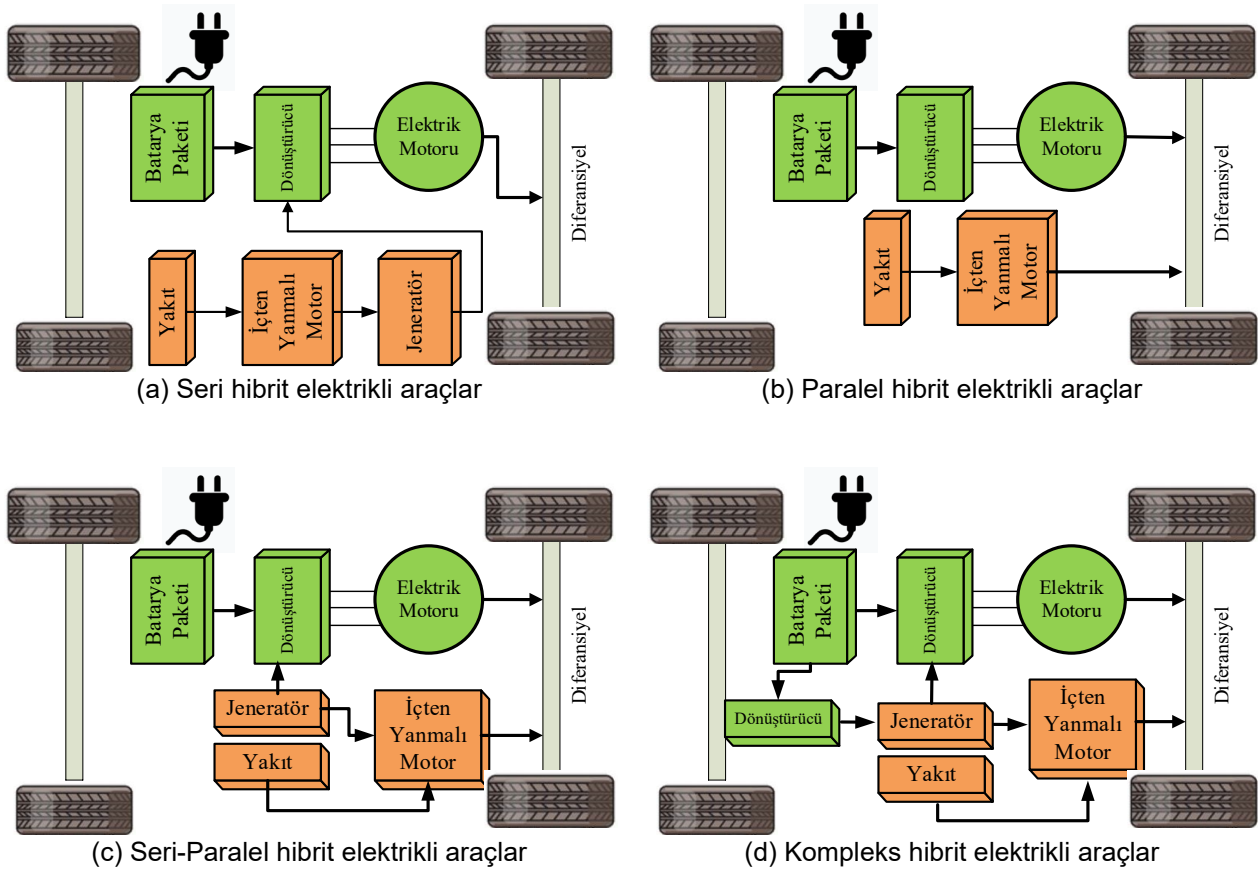 Batarya
Paketi
Dönüştürücü
Elektrik
Motoru
Diferansiyel
Yakıt
İçten
Yanmalı
Motor
Jeneratör
(a) Seri hibrit elektrikli araçlar
Batarya
Paketi
Dönüştürücü
Elektrik
Motoru
Diferansiyel
Yakıt
İçten
Yanmalı
Motor
(b) Paralel hibrit elektrikli araçlar
Batarya
Paketi
Dönüştürücü
Elektrik
Motoru
Diferansiyel
Jeneratör
Yakıt
İçten
Yanmalı
Motor
(c) Seri-Paralel hibrit elektrikli araçlar
Batarya
Paketi
Dönüştürücü
Elektrik
Motoru
Diferansiyel
Dönüştürücü
Jeneratör
Yakıt
İçten
Yanmalı
Motor
(d) Kompleks hibrit elektrikli araçlar